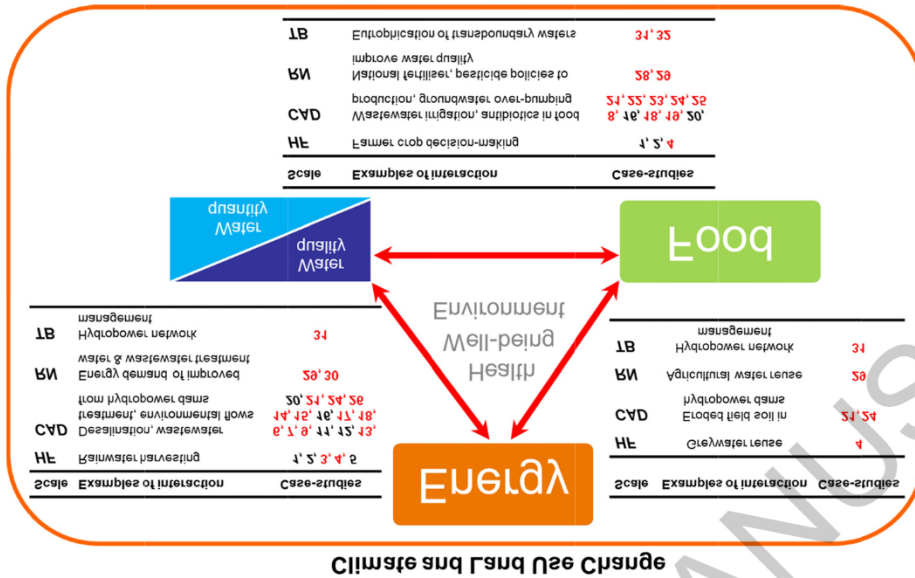 Climate and Land Use Change
Scale Examples of interaction Case-studies
HF Rainwater harvesting 1, 2, 3, 4, 5
CAD Desalination, wastewater 6, 7, 9, 11, 12, 13,
treatment, environmental flows 14, 15, 16, 17, 18,
from hydropower dams 20, 21, 24, 26
RN Energy demand of improved 29, 30
water & wastewater treatment
TB Hydropower network 31
management
Energy
Scale Examples of interaction Case-studies
HF Greywater reuse 4
CAD Eroded field soil in 21, 24
hydropower dams
RN Agricultural water reuse 29
TB Hydropower network 31
management
Health
Well-being
Environment
Water
quality
Water
quantity
Food
Scale Examples of interaction Case-studies
HF Farmer crop decision-making 1, 2, 4
CAD Wastewater irrigation, antibiotics in food 8, 16, 18, 19, 20,
production, groundwater over-pumping 21, 22, 23, 24, 25
RN National fertiliser, pesticide policies to 28, 29
improve water quality
TB Eutrophication of transboundary waters 31, 32